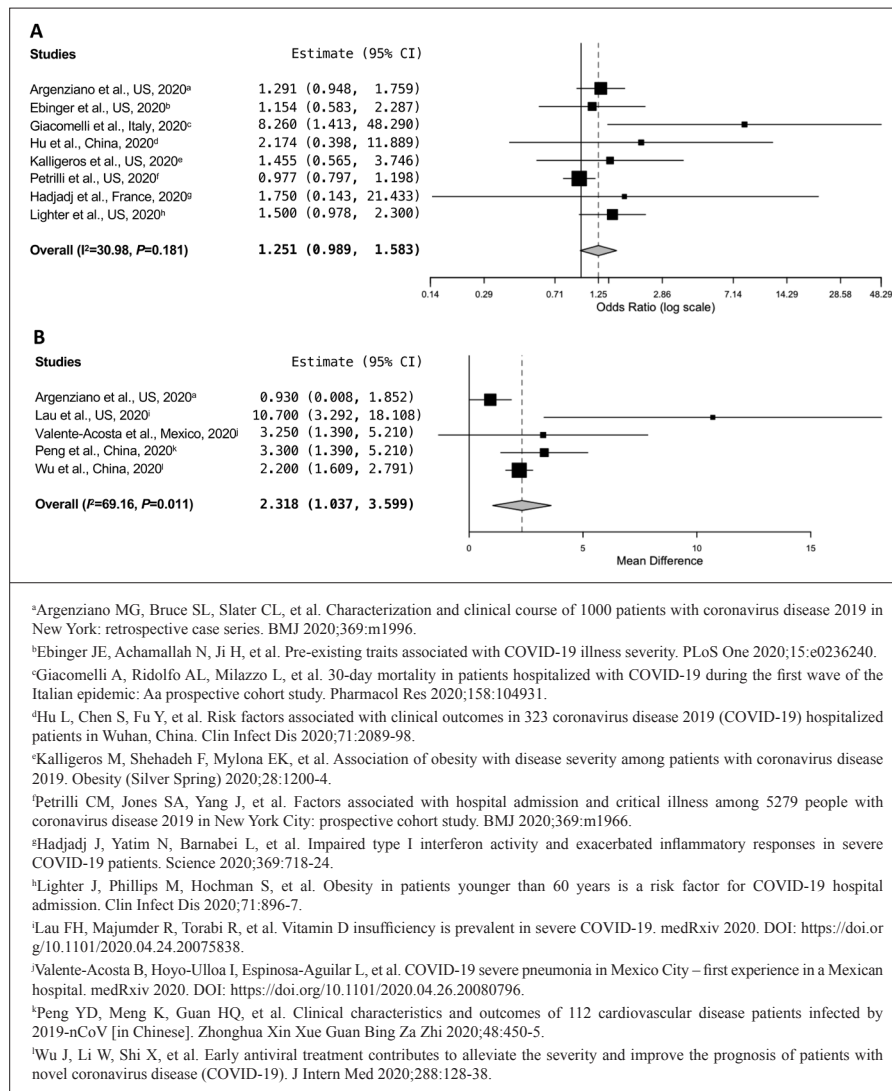 A
Studies Estimate (95% CI)
Argenziano et al., US, 2020ᵃ 1.291 (0.948, 1.759)
Ebinger et al., US, 2020ᵇ 1.154 (0.583, 2.287)
Giacomelli et al., Italy, 2020ᶜ 8.260 (1.413, 48.290)
Hu et al., China, 2020ᵈ 2.174 (0.398, 11.889)
Kalligeros et al., US, 2020ᵉ 1.455 (0.565, 3.746)
Petrilli et al., US, 2020ᶠ 0.977 (0.797, 1.198)
Hadjadj et al., France, 2020ᵍ 1.750 (0.143, 21.433)
Lighter et al., US, 2020ʰ 1.500 (0.978, 2.300)
Overall (I²=30.98, P=0.181) 1.251 (0.989, 1.583)
0.14 0.29 0.71 1.25 2.86 7.14 14.29 28.58 48.29
Odds Ratio (log scale)
B
Studies Estimate (95% CI)
Argenziano et al., US, 2020ᵃ 0.930 (0.008, 1.852)
Lau et al., US, 2020ⁱ 10.700 (3.292, 18.108)
Valente-Acosta et al., Mexico, 2020ʲ 3.250 (1.390, 5.210)
Peng et al., China, 2020ᵏ 3.300 (1.390, 5.210)
Wu et al., China, 2020ˡ 2.200 (1.609, 2.791)
Overall (I²=69.16, P=0.011) 2.318 (1.037, 3.599)
0 5 10 15
Mean Difference
ᵃArgenziano MG, Bruce SL, Slater CL, et al. Characterization and clinical course of 1000 patients with coronavirus disease 2019 in
New York: retrospective case series. BMJ 2020;369:m1996.
ᵇEbinger JE, Achamallah N, Ji H, et al. Pre-existing traits associated with COVID-19 illness severity. PLoS One 2020;15:e0236240.
ᶜGiacomelli A, Ridolfo AL, Milazzo L, et al. 30-day mortality in patients hospitalized with COVID-19 during the first wave of the
Italian epidemic: Aa prospective cohort study. Pharmacol Res 2020;158:104931.
ᵈHu L, Chen S, Fu Y, et al. Risk factors associated with clinical outcomes in 323 coronavirus disease 2019 (COVID-19) hospitalized
patients in Wuhan, China. Clin Infect Dis 2020;71:2089-98.
ᵉKalligeros M, Shehadeh F, Mylona EK, et al. Association of obesity with disease severity among patients with coronavirus disease
2019. Obesity (Silver Spring) 2020;28:1200-4.
ᶠPetrilli CM, Jones SA, Yang J, et al. Factors associated with hospital admission and critical illness among 5279 people with
coronavirus disease 2019 in New York City: prospective cohort study. BMJ 2020;369:m1966.
ᵍHadjadj J, Yatim N, Barnabei L, et al. Impaired type I interferon activity and exacerbated inflammatory responses in severe
COVID-19 patients. Science 2020;369:718-24.
ʰLighter J, Phillips M, Hochman S, et al. Obesity in patients younger than 60 years is a risk factor for COVID-19 hospital
admission. Clin Infect Dis 2020;71:896-7.
ⁱLau FH, Majumder R, Torabi R, et al. Vitamin D insufficiency is prevalent in severe COVID-19. medRxiv 2020. DOI: https://doi.or
g/10.1101/2020.04.24.20075838.
ʲValente-Acosta B, Hoyo-Ulloa I, Espinosa-Aguilar L, et al. COVID-19 severe pneumonia in Mexico City – first experience in a Mexican
hospital. medRxiv 2020. DOI: https://doi.org/10.1101/2020.04.26.20080796.
ᵏPeng YD, Meng K, Guan HQ, et al. Clinical characteristics and outcomes of 112 cardiovascular disease patients infected by
2019-nCoV [in Chinese]. Zhonghua Xin Xue Guan Bing Za Zhi 2020;48:450-5.
ˡWu J, Li W, Shi X, et al. Early antiviral treatment contributes to alleviate the severity and improve the prognosis of patients with
novel coronavirus disease (COVID-19). J Intern Med 2020;288:128-38.